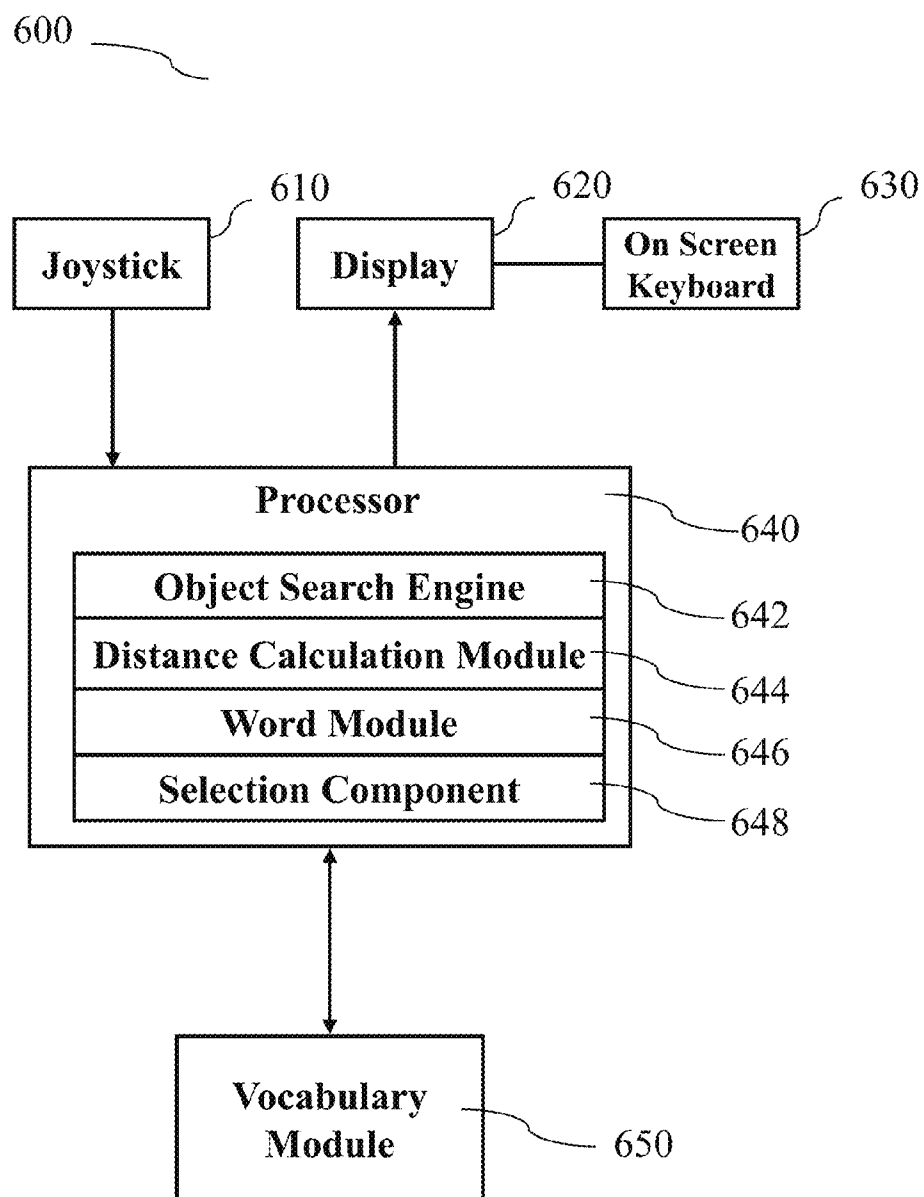 600
610
620
630
Joystick
Display
On Screen
Keyboard
Processor
640
Object Search Engine
642
Distance Calculation Module
644
Word Module
646
Selection Component
648
Vocabulary
Module
650